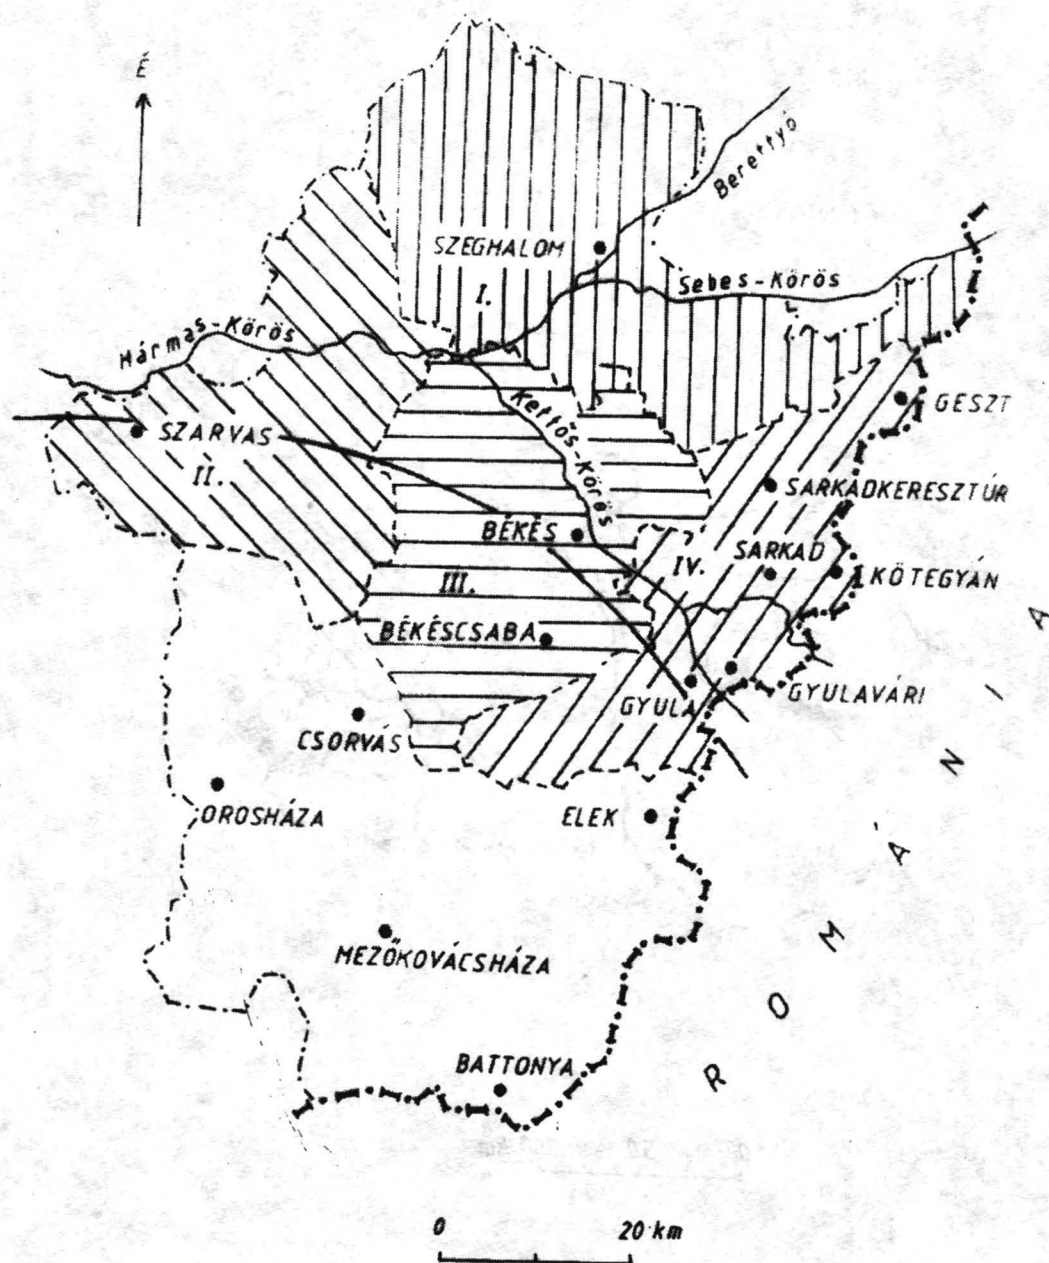 É
Berettyó
SZEGHALOM
I.
Sebes-Körös
Hármas-Körös
GESZT
Kettős-Körös
SZARVAS
II.
SARKADKERESZTÚR
BÉKÉS
SARKAD
IV.
KÖTEGYÁN
III.
BÉKÉSCSABA
GYULAVÁRI
GYULA
CSORVÁS
OROSHÁZA
ELEK
MEZŐKOVÁCSHÁZA
BATTONYA
ROMÁNIA
0 20 km